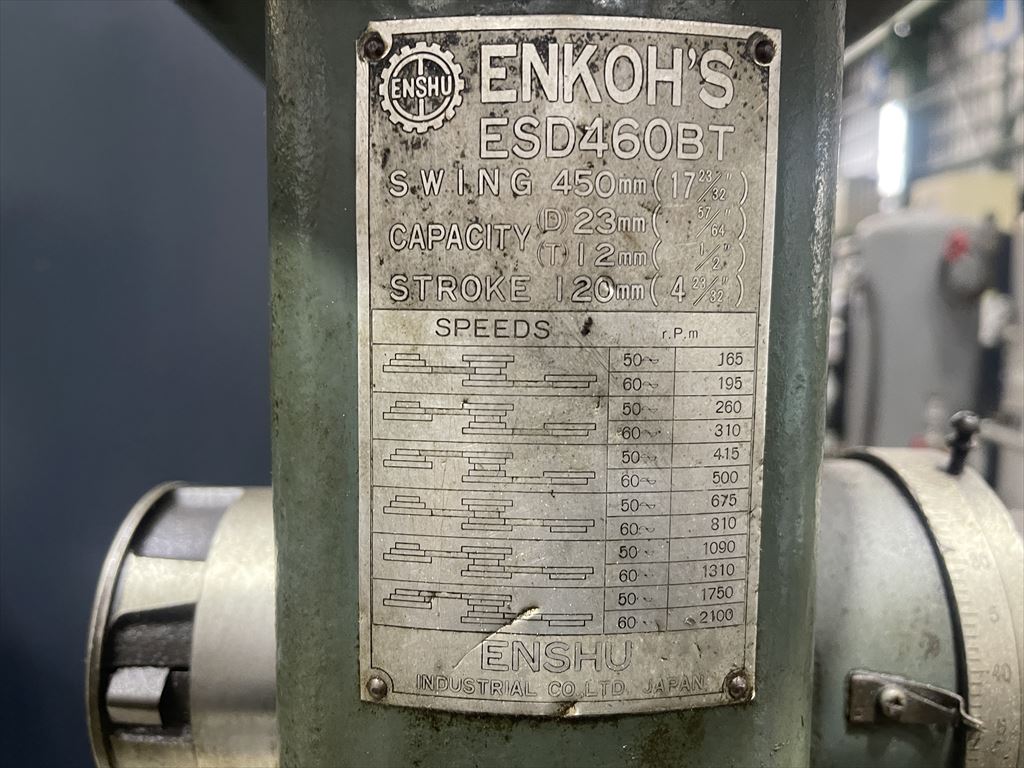 ENSHU
ENKOH'S
ESD460BT
SWING 450mm (17 23/32")
CAPACITY (D) 23mm ( 57/64")
(T) 12mm ( 1/2")
STROKE 120mm (4 23/32")
SPEEDS r.P.m
50~ 165
60~ 195
50~ 260
60~ 310
50~ 415
60~ 500
50~ 675
60~ 810
50~ 1090
60~ 1310
50~ 1750
60~ 2100
ENSHU
INDUSTRIAL CO.,LTD. JAPAN
5
40